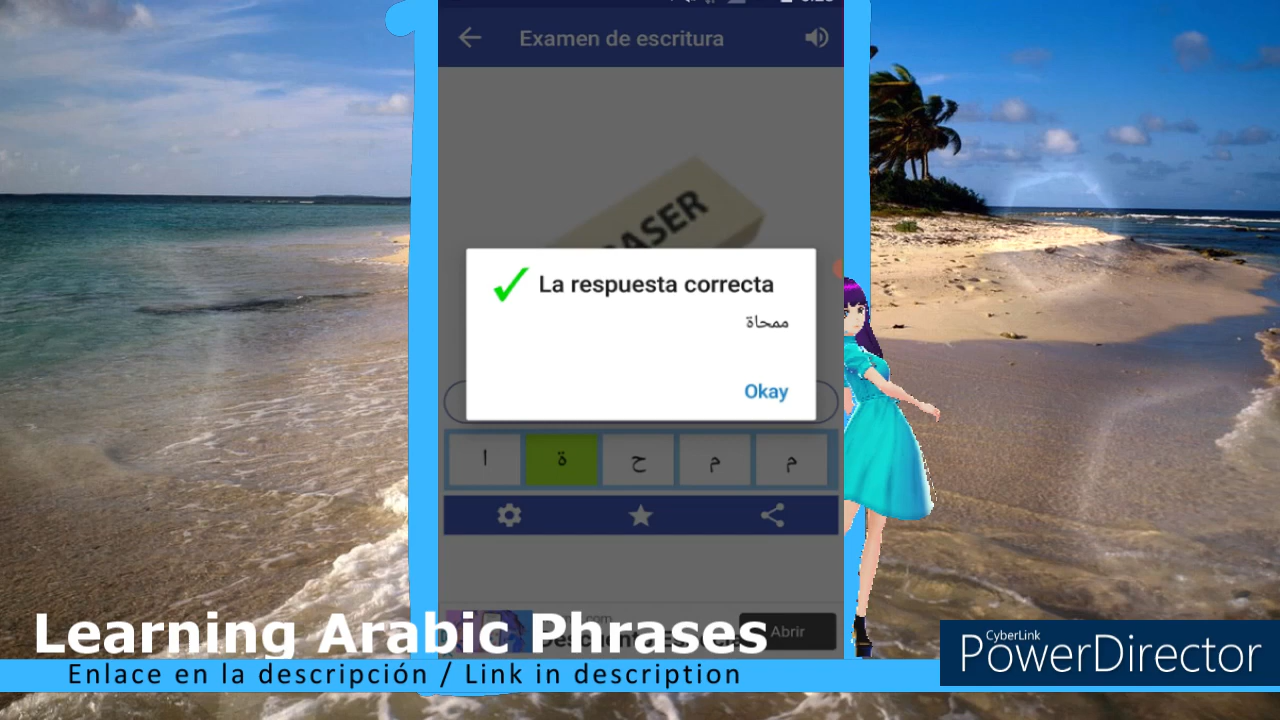 Examen de escritura
ASER
La respuesta correcta
ممحاة
Okay
ا ة ح م م
Abrir
Learning Arabic Phrases
Enlace en la descripción / Link in description
CyberLink
PowerDirector